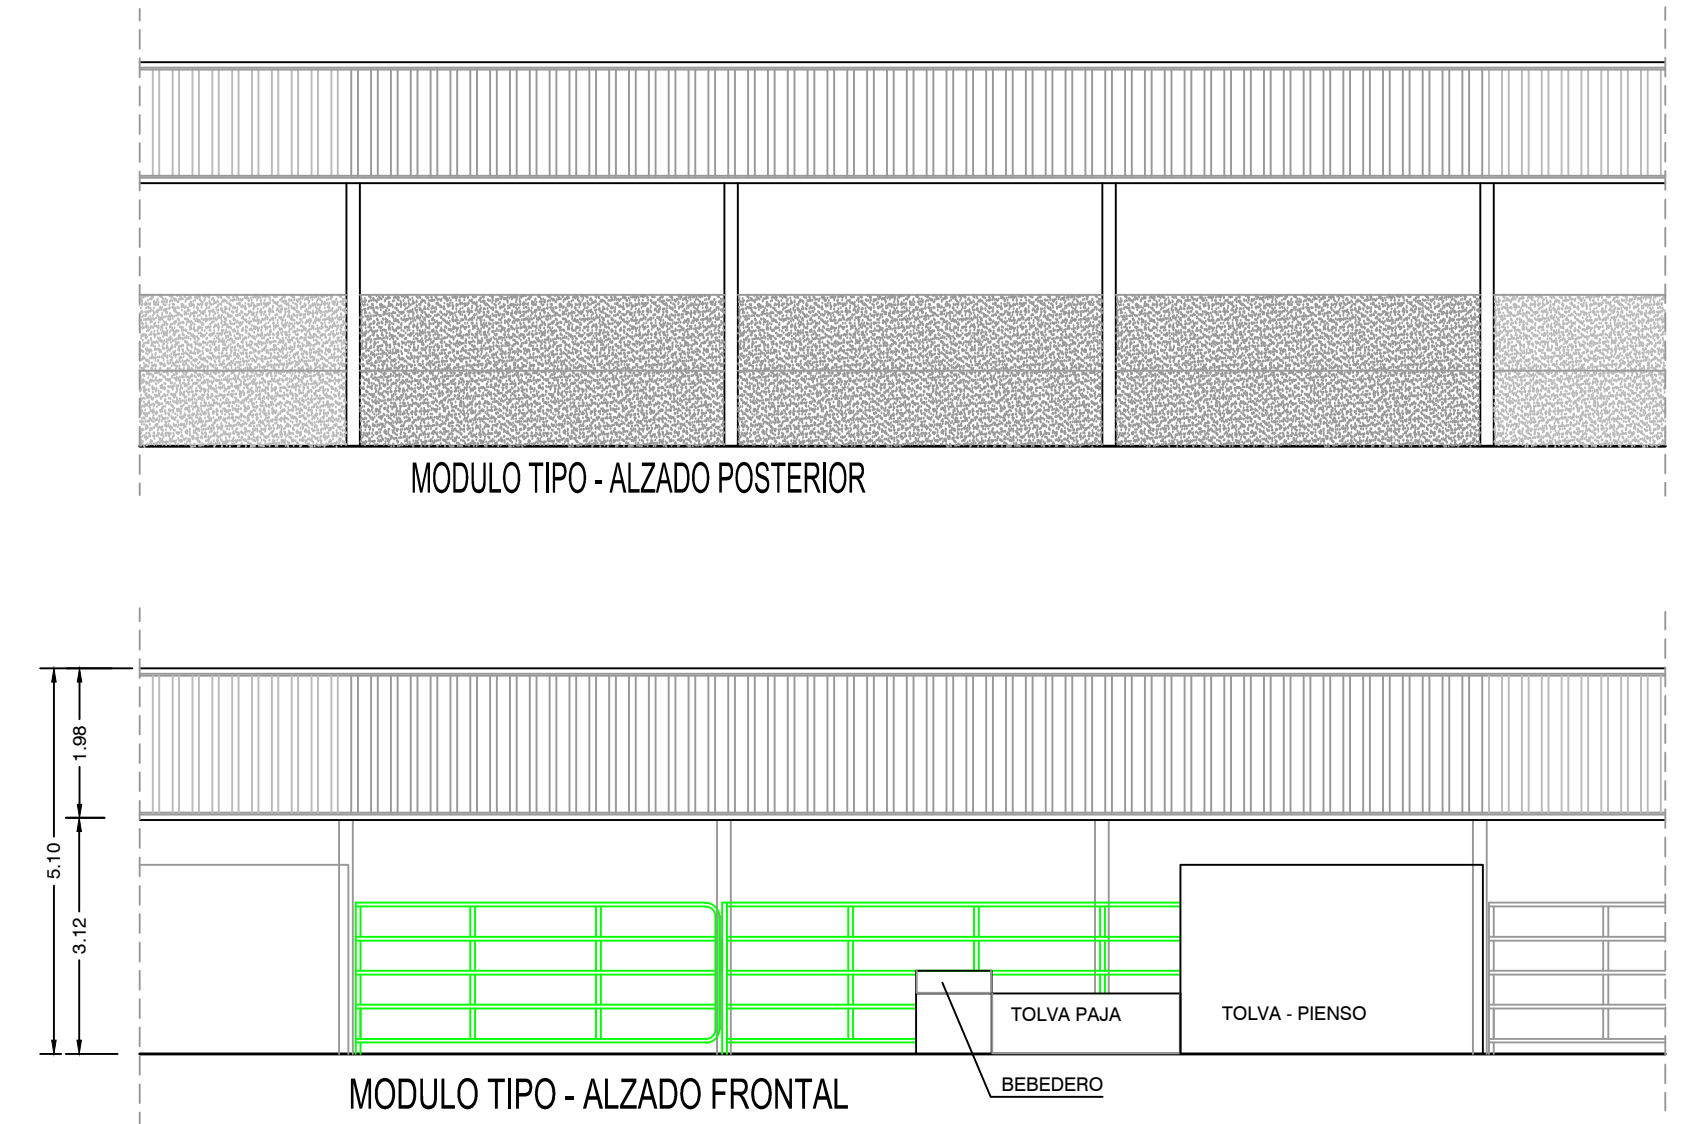 MODULO TIPO - ALZADO POSTERIOR
1.98
5.10
3.12
TOLVA PAJA
TOLVA - PIENSO
BEBEDERO
MODULO TIPO - ALZADO FRONTAL